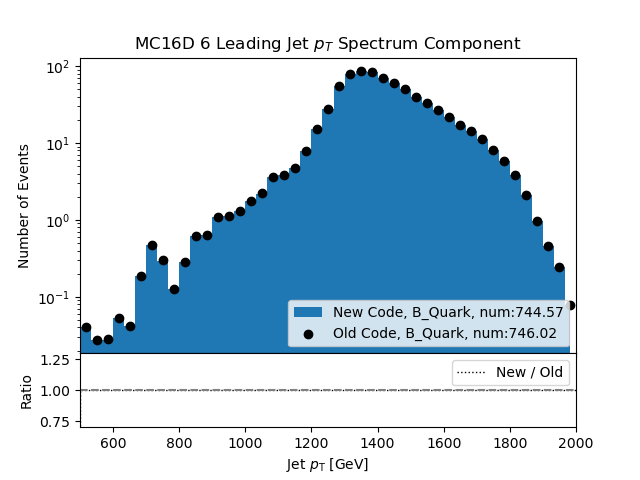 MC16D 6 Leading Jet $p_T$ Spectrum Component
Number of Events
10²
10¹
10⁰
10⁻¹
New Code, B_Quark, num:744.57
Old Code, B_Quark, num:746.02
Ratio
1.25
1.00
0.75
New / Old
600 800 1000 1200 1400 1600 1800 2000
Jet $p_T$ [GeV]